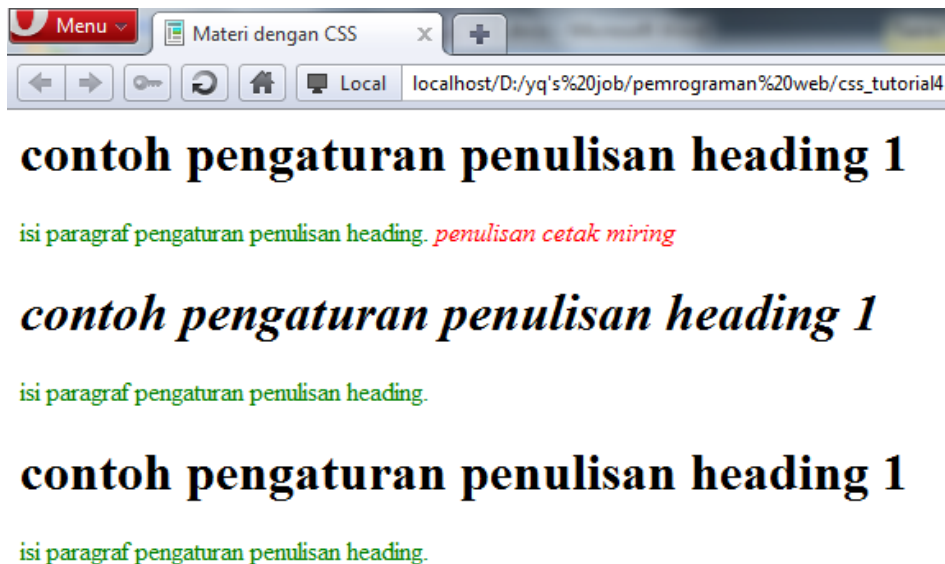 Menu
Materi dengan CSS
Local
localhost/D:/yq's%20job/pemrograman%20web/css_tutorial4
contoh pengaturan penulisan heading 1
isi paragraf pengaturan penulisan heading. penulisan cetak miring
contoh pengaturan penulisan heading 1
isi paragraf pengaturan penulisan heading.
contoh pengaturan penulisan heading 1
isi paragraf pengaturan penulisan heading.